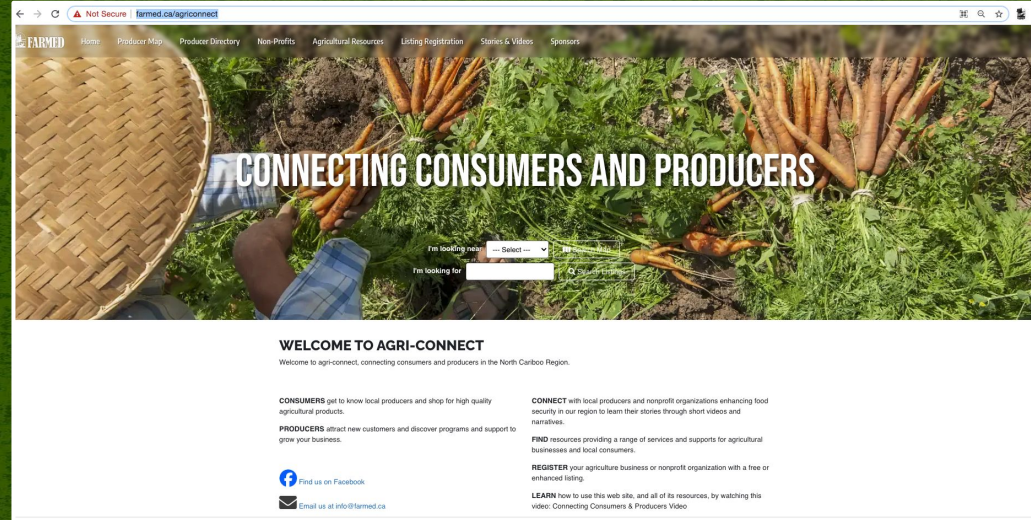 Not Secure farmed.ca/agriconnect
FARMED Home Producer Map Producer Directory Non-Profits Agricultural Resources Listing Registration Stories & Videos Sponsors
CONNECTING CONSUMERS AND PRODUCERS
I'm looking near --- Select ---
I'm looking for Search Listings
WELCOME TO AGRI-CONNECT
Welcome to agri-connect, connecting consumers and producers in the North Cariboo Region.
CONSUMERS get to know local producers and shop for high quality
agricultural products.
PRODUCERS attract new customers and discover programs and support to
grow your business.
Find us on Facebook
Email us at info@farmed.ca
CONNECT with local producers and nonprofit organizations enhancing food
security in our region to learn their stories through short videos and
narratives.
FIND resources providing a range of services and supports for agricultural
businesses and local consumers.
REGISTER your agriculture business or nonprofit organization with a free or
enhanced listing.
LEARN how to use this web site, and all of its resources, by watching this
video: Connecting Consumers & Producers Video